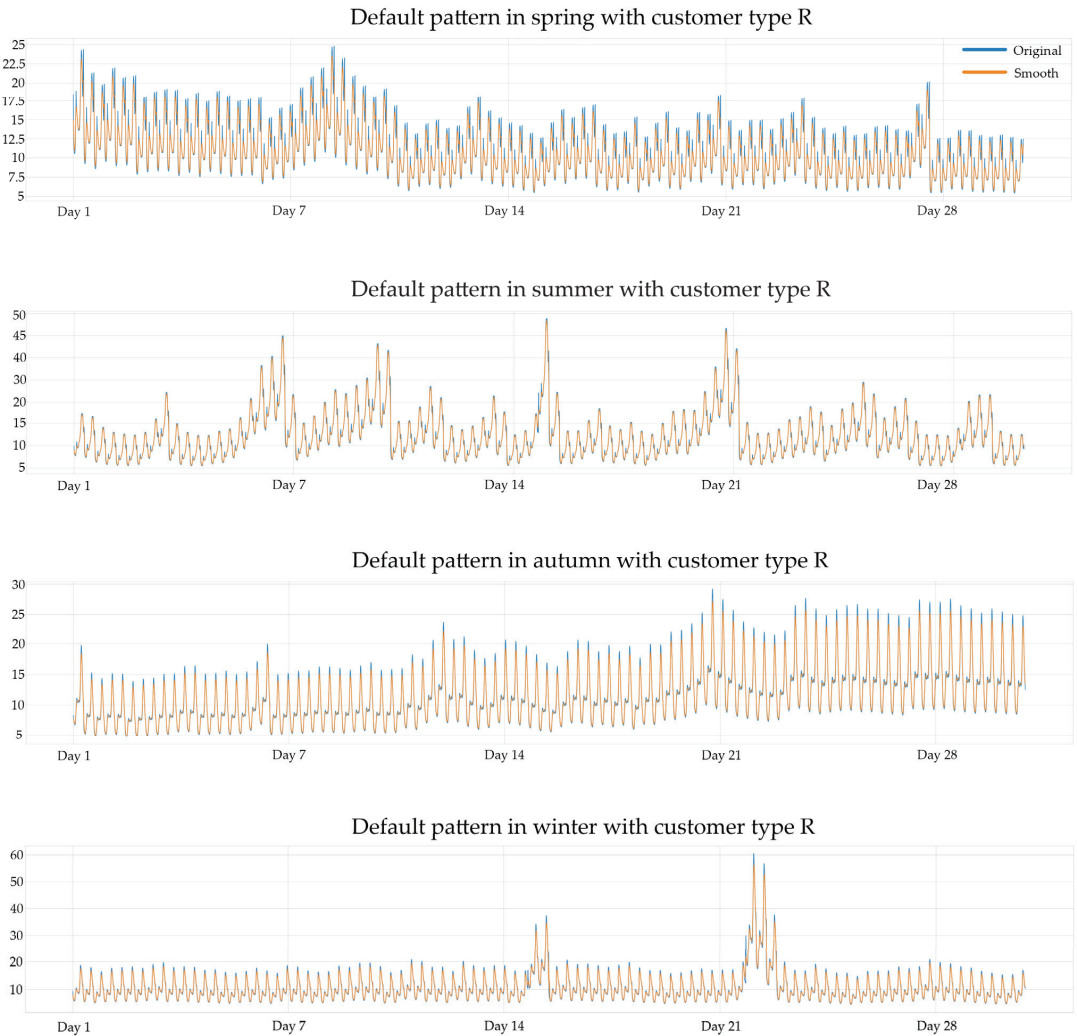 Default pattern in spring with customer type R
25
22.5
20
17.5
15
12.5
10
7.5
5
Original
Smooth
Day 1 Day 7 Day 14 Day 21 Day 28
Default pattern in summer with customer type R
50
45
40
30
20
15
10
5
Day 1 Day 7 Day 14 Day 21 Day 28
Default pattern in autumn with customer type R
30
25
20
15
10
5
Day 1 Day 7 Day 14 Day 21 Day 28
Default pattern in winter with customer type R
60
50
40
30
20
10
Day 1 Day 7 Day 14 Day 21 Day 28